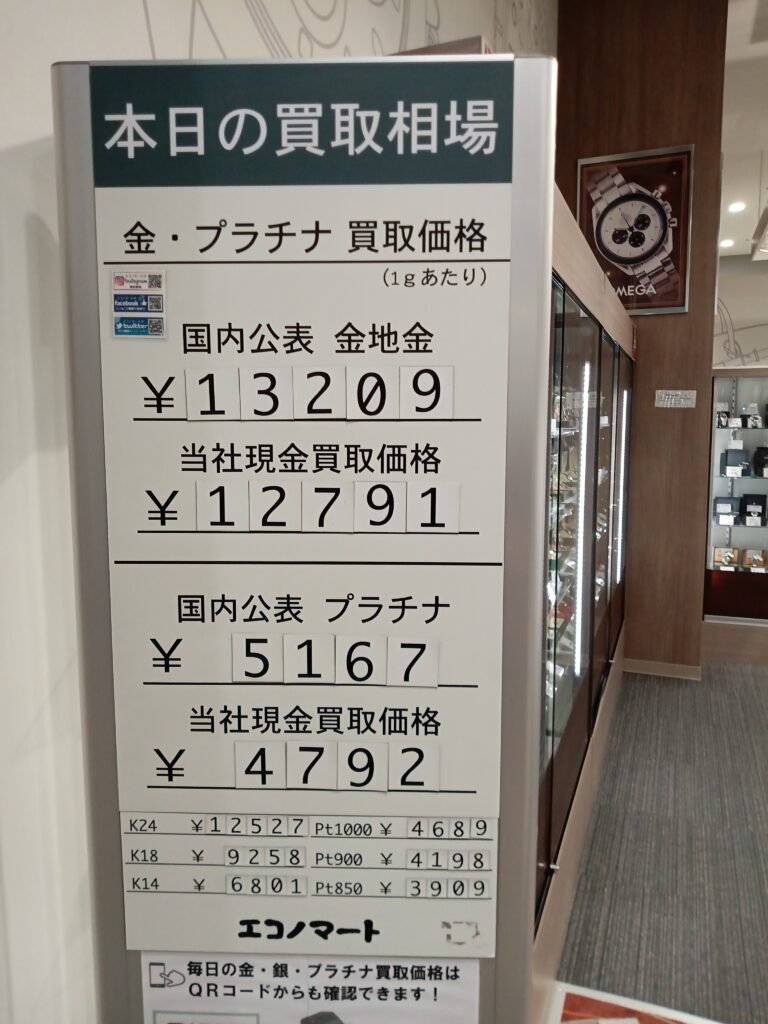 本日の買取相場
金・プラチナ 買取価格
(1gあたり)
Instagram
facebook
twitter
国内公表 金地金
¥13209
当社現金買取価格
¥12791
国内公表 プラチナ
¥ 5167
当社現金買取価格
¥ 4792
K24 ¥12527 Pt1000 ¥ 4689
K18 ¥ 9258 Pt900 ¥ 4198
K14 ¥ 6801 Pt850 ¥ 3909
エコノマート
毎日の金・銀・プラチナ買取価格は
QRコードからも確認できます!
OMEGA